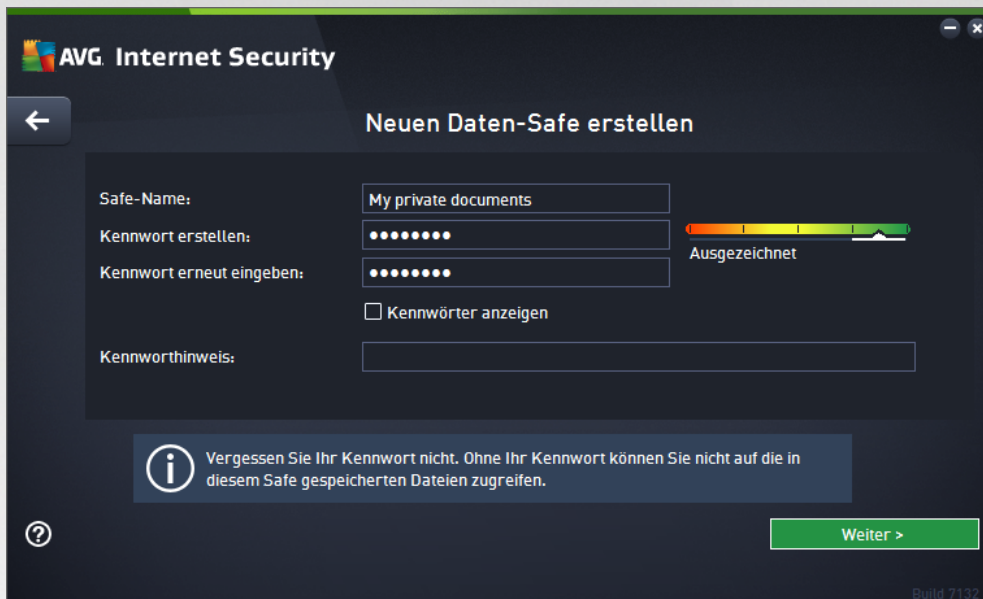 AVG Internet Security
Neuen Daten-Safe erstellen
Safe-Name: My private documents
Kennwort erstellen: ●●●●●●●●
Ausgezeichnet
Kennwort erneut eingeben: ●●●●●●●●
Kennwörter anzeigen
Kennworthinweis:
Vergessen Sie Ihr Kennwort nicht. Ohne Ihr Kennwort können Sie nicht auf die in
diesem Safe gespeicherten Dateien zugreifen.
Weiter >
Build 7132